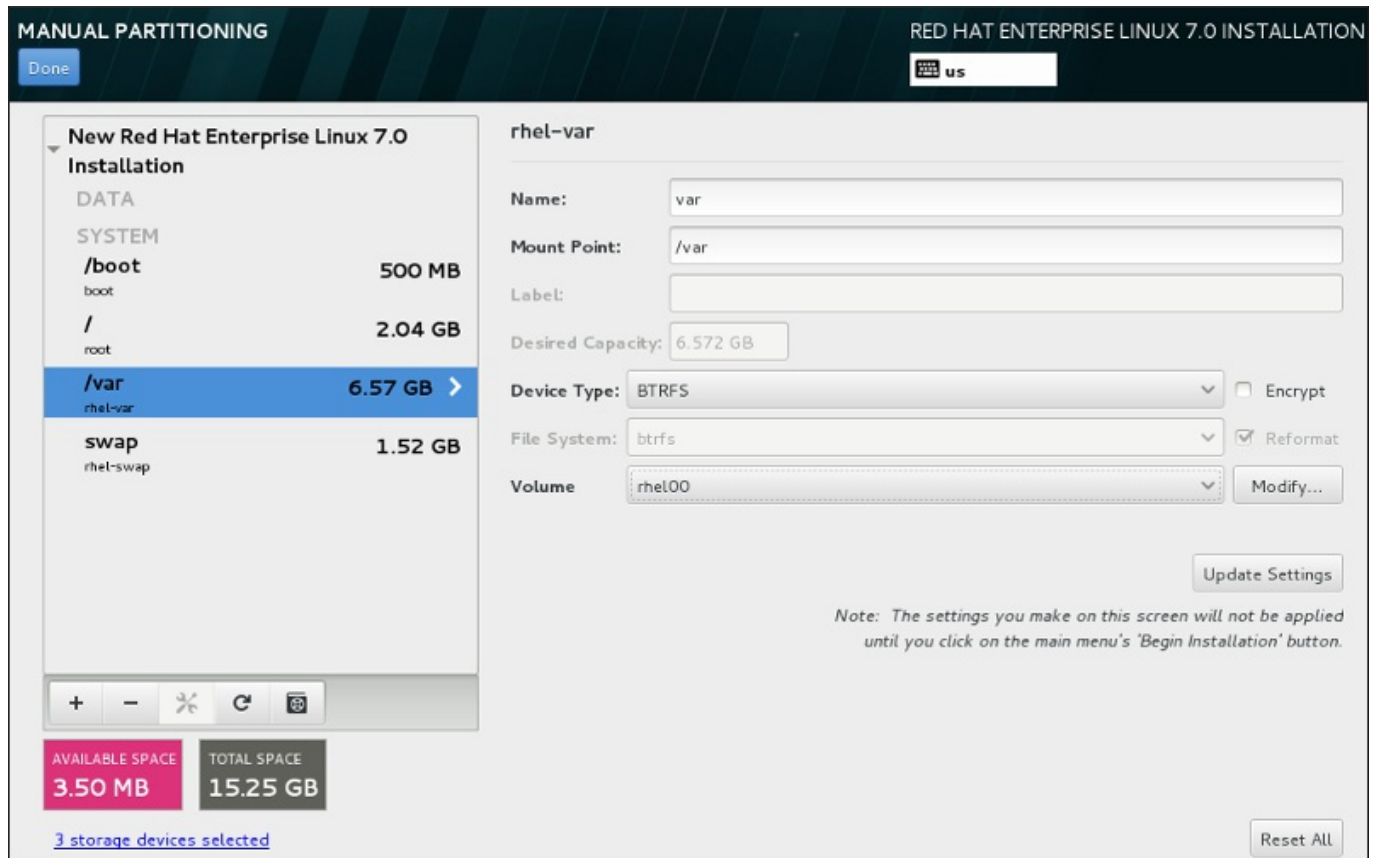 MANUAL PARTITIONING
RED HAT ENTERPRISE LINUX 7.0 INSTALLATION
Done
us
New Red Hat Enterprise Linux 7.0
Installation
DATA
SYSTEM
/boot 500 MB
boot
/ 2.04 GB
root
/var 6.57 GB
rhel-var
swap 1.52 GB
rhel-swap
+ -
AVAILABLE SPACE
3.50 MB
TOTAL SPACE
15.25 GB
3 storage devices selected
rhel-var
Name: var
Mount Point: /var
Label:
Desired Capacity: 6.572 GB
Device Type: BTRFS Encrypt
File System: btrfs Reformat
Volume rhel00 Modify...
Update Settings
Note: The settings you make on this screen will not be applied
until you click on the main menu's 'Begin Installation' button.
Reset All